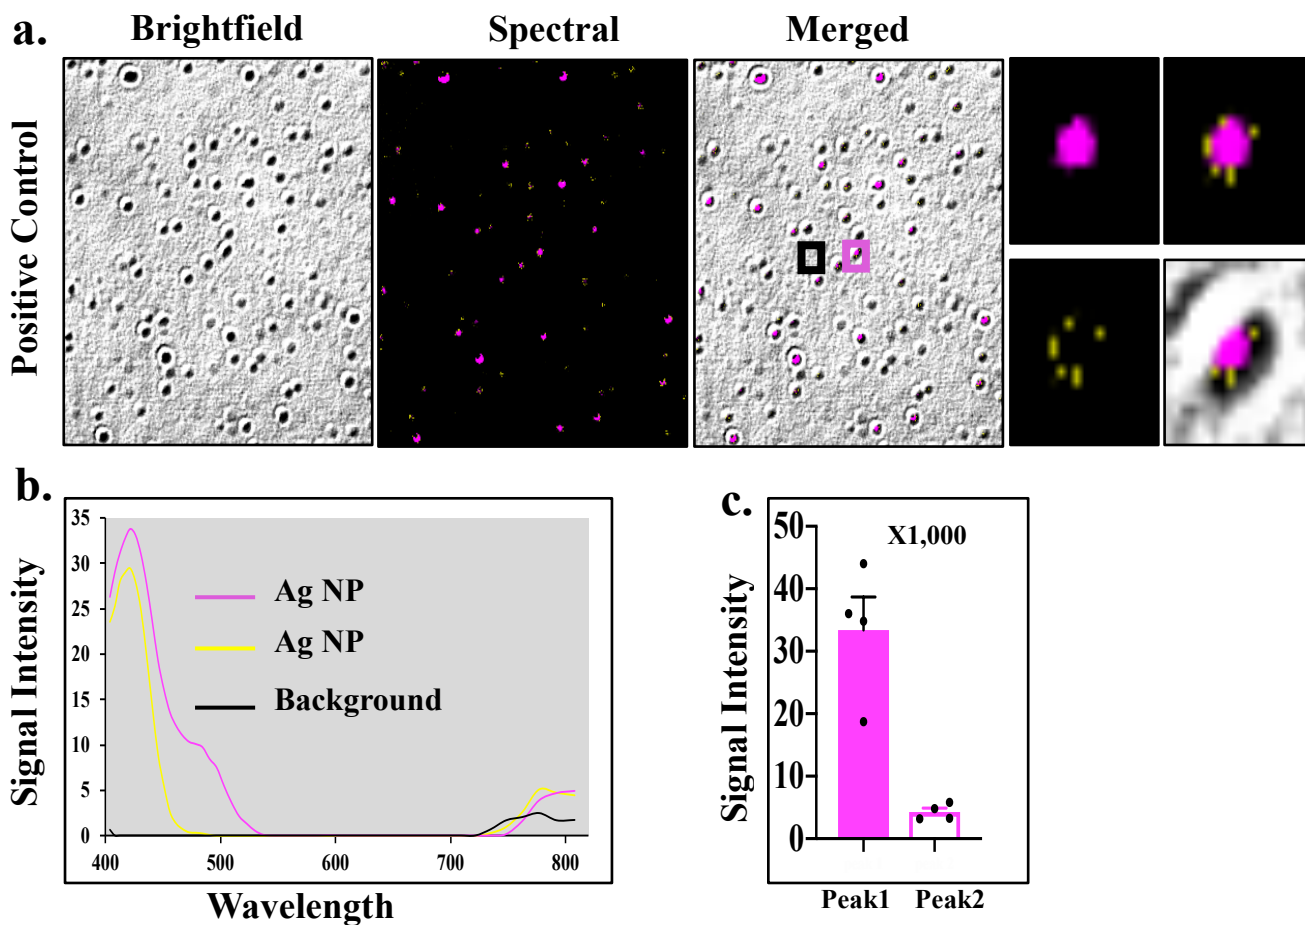 a.
Brightfield
Spectral
Merged
Positive Control
b.
35
30
25
20
15
10
5
0
Signal Intensity
Ag NP
Ag NP
Background
400
500
600
700
800
Wavelength
c.
50
40
30
20
10
0
Signal Intensity
X1,000
Peak1
Peak2